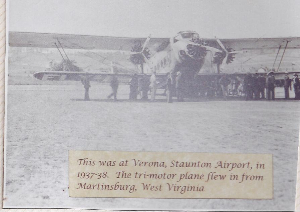 This was at Verona, Staunton Airport, in
1937-38. The tri-motor plane flew in from
Martinsburg, West Virginia